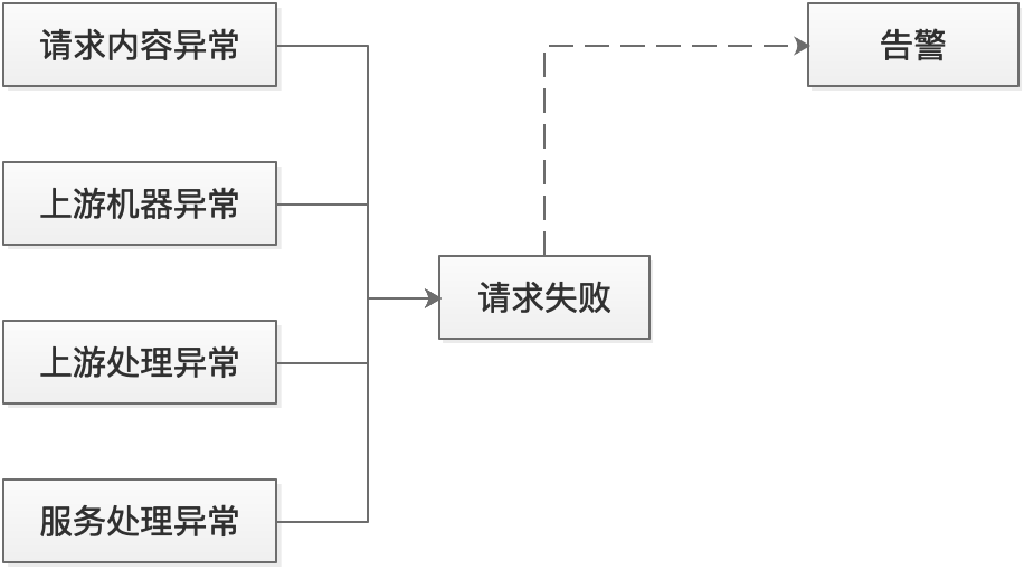 请求内容异常
告警
上游机器异常
请求失败
上游处理异常
服务处理异常